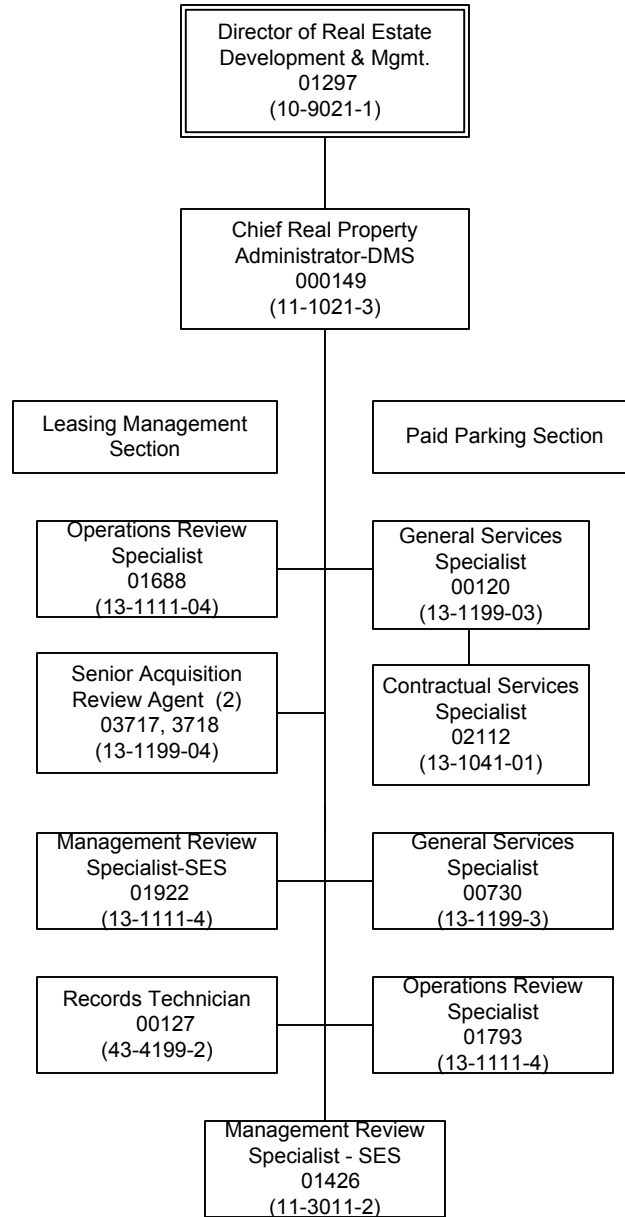 Director of Real Estate
Development & Mgmt.
01297
(10-9021-1)
Chief Real Property
Administrator-DMS
000149
(11-1021-3)
Leasing Management
Section
Paid Parking Section
Operations Review
Specialist
01688
(13-1111-04)
General Services
Specialist
00120
(13-1199-03)
Senior Acquisition
Review Agent (2)
03717, 3718
(13-1199-04)
Contractual Services
Specialist
02112
(13-1041-01)
Management Review
Specialist-SES
01922
(13-1111-4)
General Services
Specialist
00730
(13-1199-3)
Records Technician
00127
(43-4199-2)
Operations Review
Specialist
01793
(13-1111-4)
Management Review
Specialist - SES
01426
(11-3011-2)